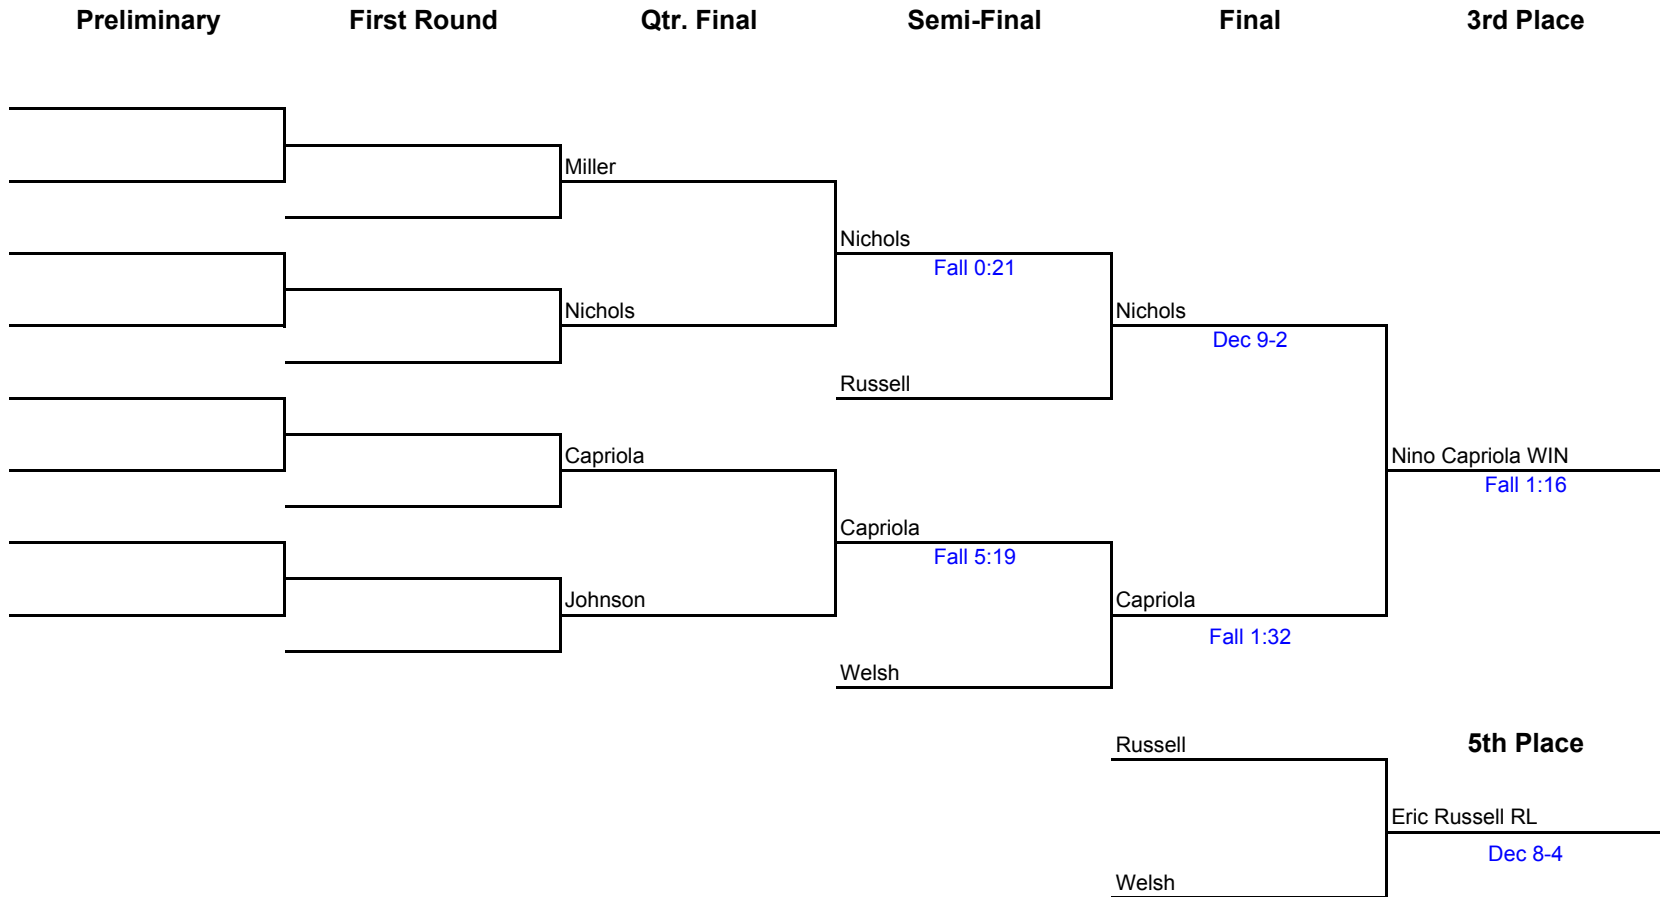 Preliminary First Round Qtr. Final Semi-Final Final 3rd Place
Miller
Nichols
Fall 0:21
Nichols
Nichols
Dec 9-2
Russell
Capriola
Nino Capriola WIN
Fall 1:16
Capriola
Fall 5:19
Johnson
Capriola
Fall 1:32
Welsh
Russell
5th Place
Eric Russell RL
Dec 8-4
Welsh